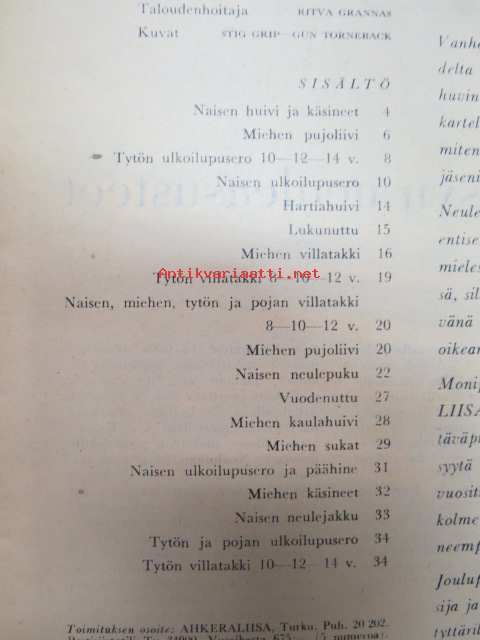 Taloudenhoitaja RITVA GRANNAS
Kuvat STIG GRIP—GUN TORNEBACK
SISÄLTÖ
Naisen huivi ja käsineet 4
Miehen pujoliivi 6
Tytön ulkoilupusero 10—12—14 v. 8
Naisen ulkoilupusero 10
Hartiahuivi 14
Lukunuttu 15
Miehen villatakki 16
Antikvariaatti.net
Tytön villatakki 8—10—12 v. 19
Naisen, miehen, tytön ja pojan villatakki
8—10—12 v. 20
Miehen pujoliivi 20
Naisen neulepuku 22
Vuodenuttu 27
Miehen kaulahuivi 28
Miehen sukat 29
Naisen ulkoilupusero ja päähine 31
Miehen käsineet 32
Naisen neulejakku 33
Tytön ja pojan ulkoilupusero 34
Tytön villatakki 10—12—14 v. 34
Toimituksen osoite: AHKERALIISA, Turku. Puh. 20 202.
Vanh
delta
huvin
kartel
miten
jäseni
Neule
entise
mieles
sä, sil
vänä
oikean
Monip
LIISA
täväp
syytä
vuosit
kolme
neemp
Joulup
sija ja
tyttäril